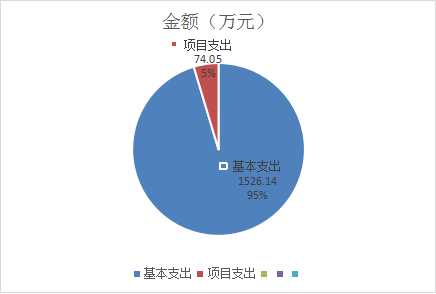 金额（万元）
项目支出
74.05
5%
基本支出
1526.14
95%
基本支出 项目支出